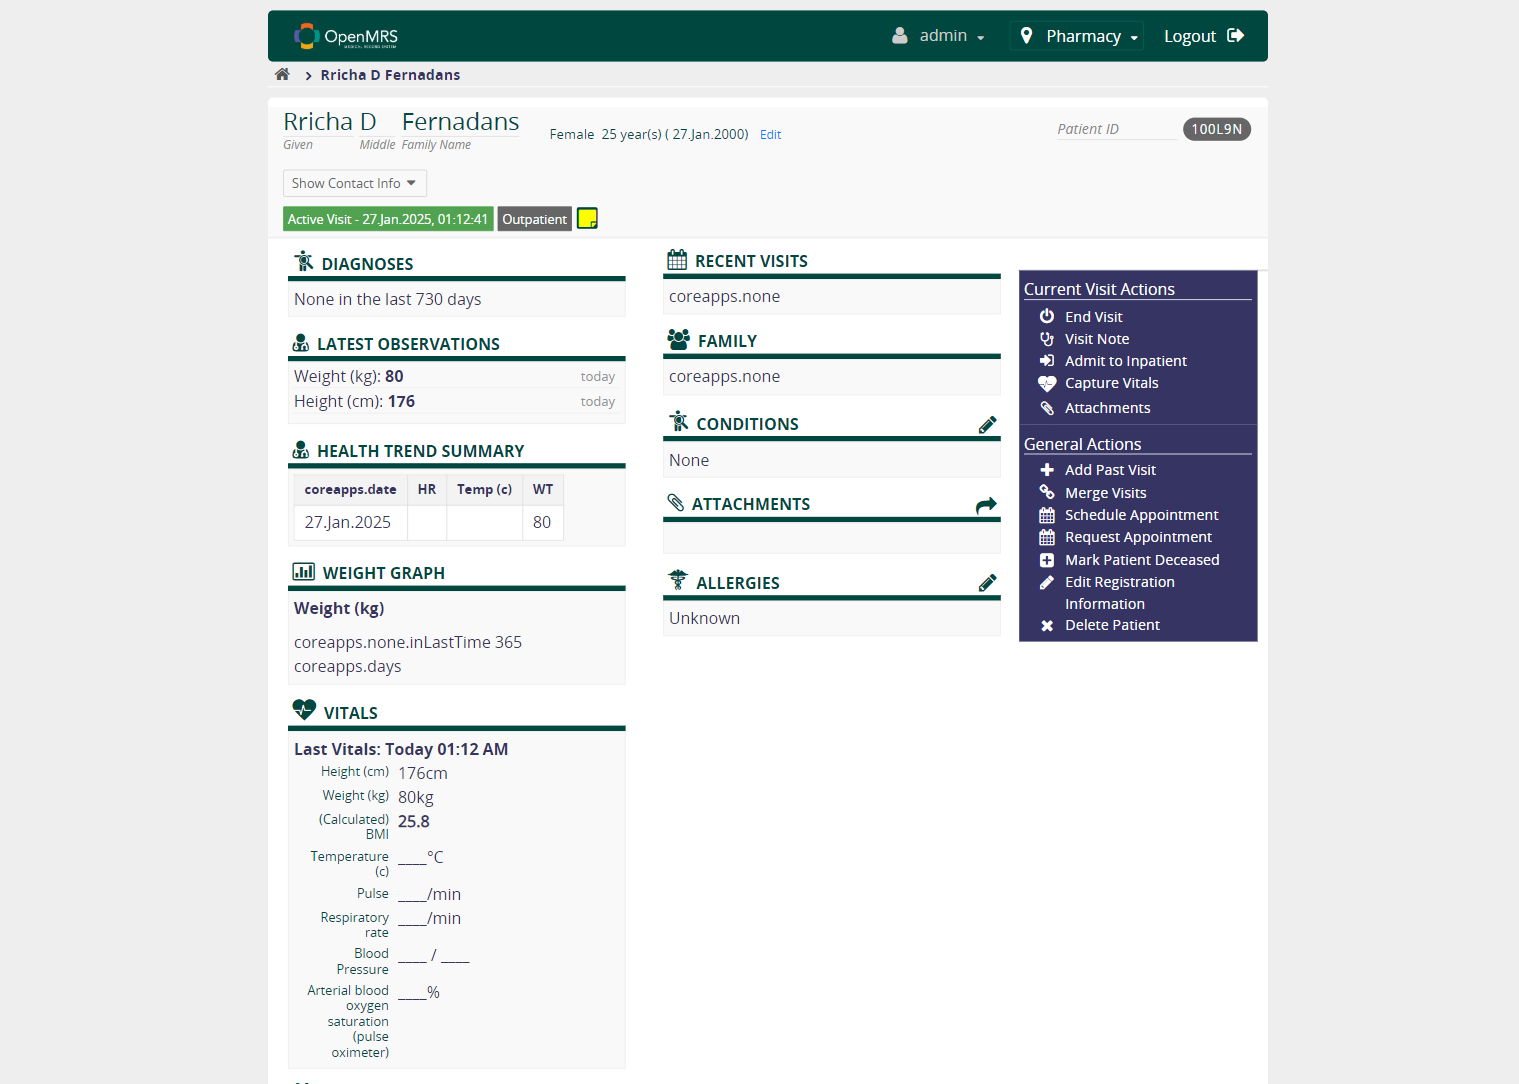 OpenMRS
MEDICAL RECORD SYSTEM
admin
Pharmacy
Logout
Rricha D Fernadans
Rricha D Fernadans
Given Middle Family Name
Female 25 year(s) ( 27.Jan.2000) Edit
Patient ID 100L9N
Show Contact Info
Active Visit - 27.Jan.2025, 01:12:41 Outpatient
DIAGNOSES
None in the last 730 days
LATEST OBSERVATIONS
Weight (kg): 80 today
Height (cm): 176 today
HEALTH TREND SUMMARY
coreapps.date HR Temp (c) WT
27.Jan.2025 80
WEIGHT GRAPH
Weight (kg)
coreapps.none.inLastTime 365
coreapps.days
VITALS
Last Vitals: Today 01:12 AM
Height (cm) 176cm
Weight (kg) 80kg
(Calculated) BMI 25.8
Temperature (c) ____°C
Pulse ____/min
Respiratory rate ____/min
Blood Pressure ____ / ____
Arterial blood oxygen saturation (pulse oximeter) ____%
RECENT VISITS
coreapps.none
FAMILY
coreapps.none
CONDITIONS
None
ATTACHMENTS
ALLERGIES
Unknown
Current Visit Actions
End Visit
Visit Note
Admit to Inpatient
Capture Vitals
Attachments
General Actions
Add Past Visit
Merge Visits
Schedule Appointment
Request Appointment
Mark Patient Deceased
Edit Registration
Information
Delete Patient